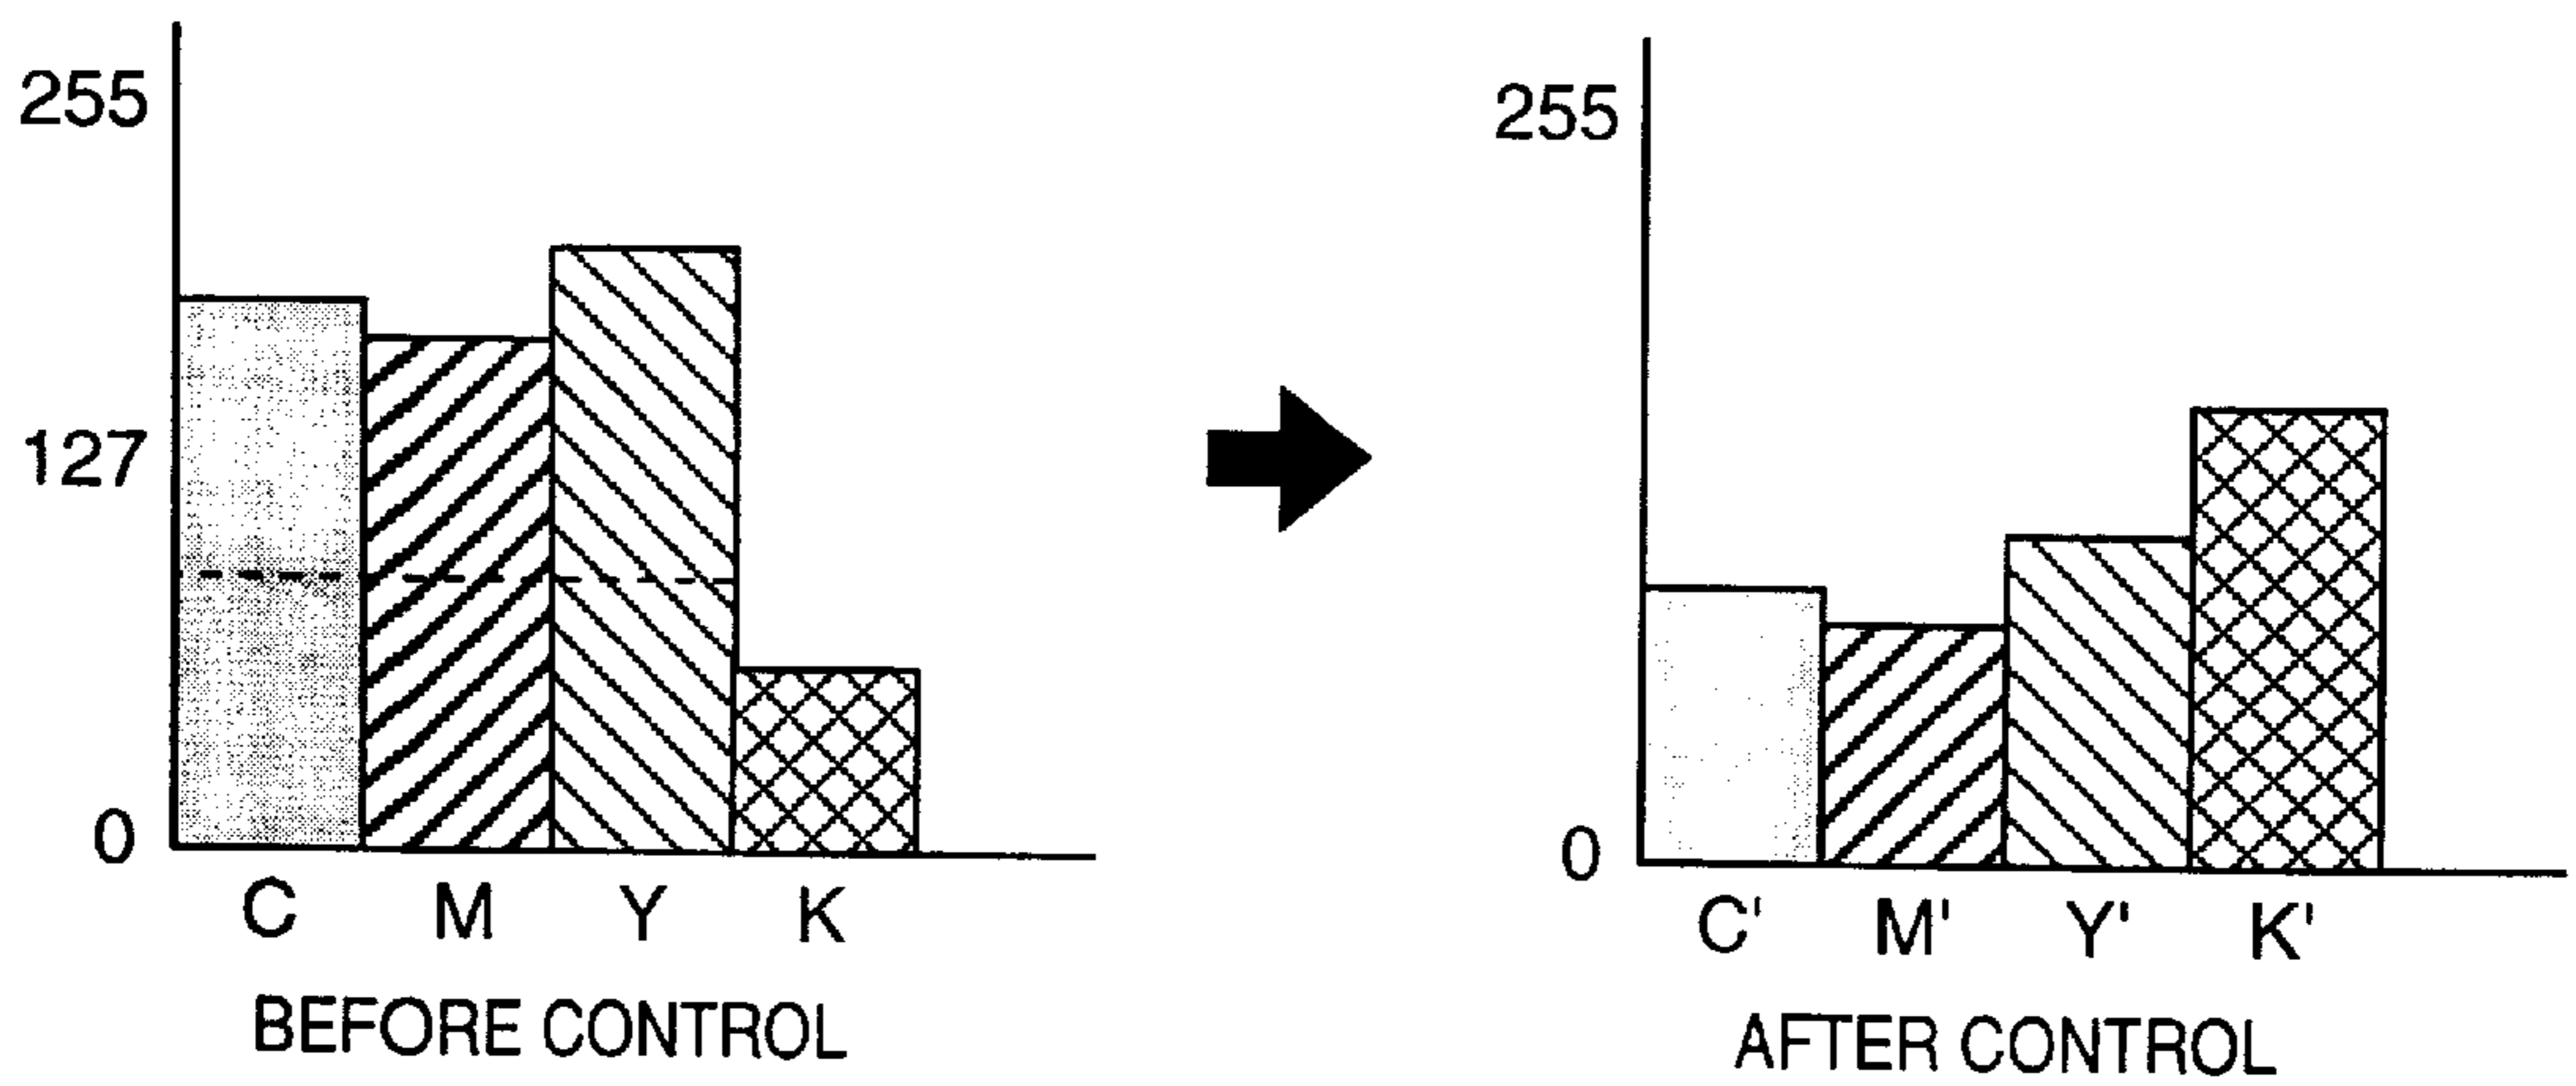 255
127
0
C M Y K
BEFORE CONTROL
255
0
C' M' Y' K'
AFTER CONTROL